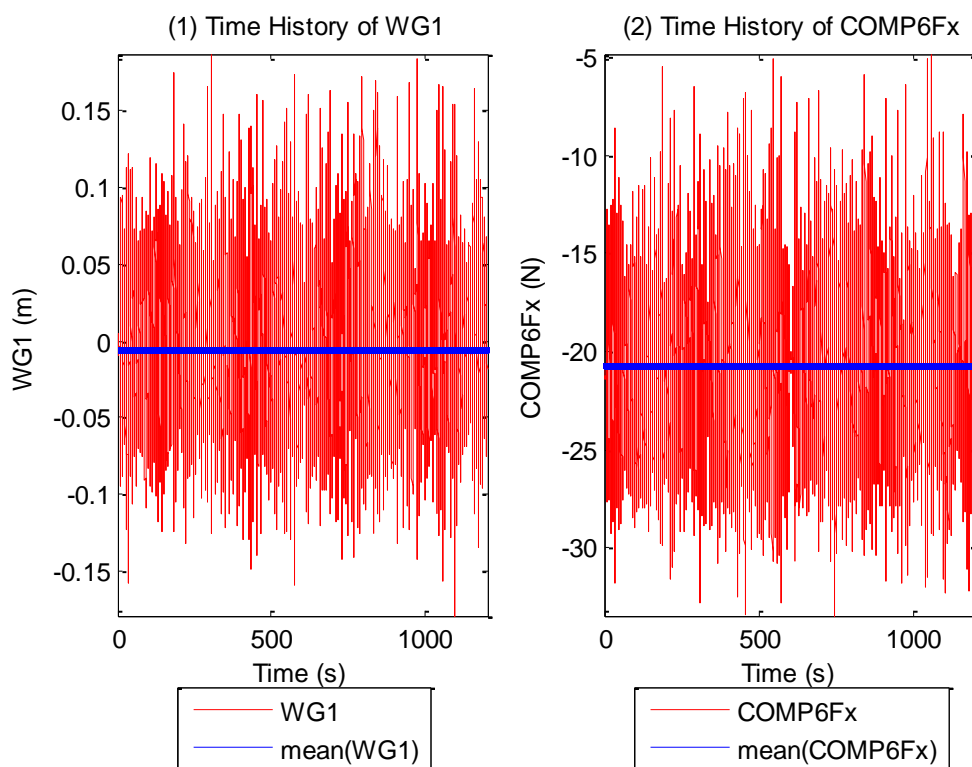 (1) Time History of WG1
(2) Time History of COMP6Fx
WG1 (m)
0.15
0.1
0.05
0
-0.05
-0.1
-0.15
0
500
1000
Time (s)
WG1
mean(WG1)
COMP6Fx (N)
-5
-10
-15
-20
-25
-30
0
500
1000
Time (s)
COMP6Fx
mean(COMP6Fx)